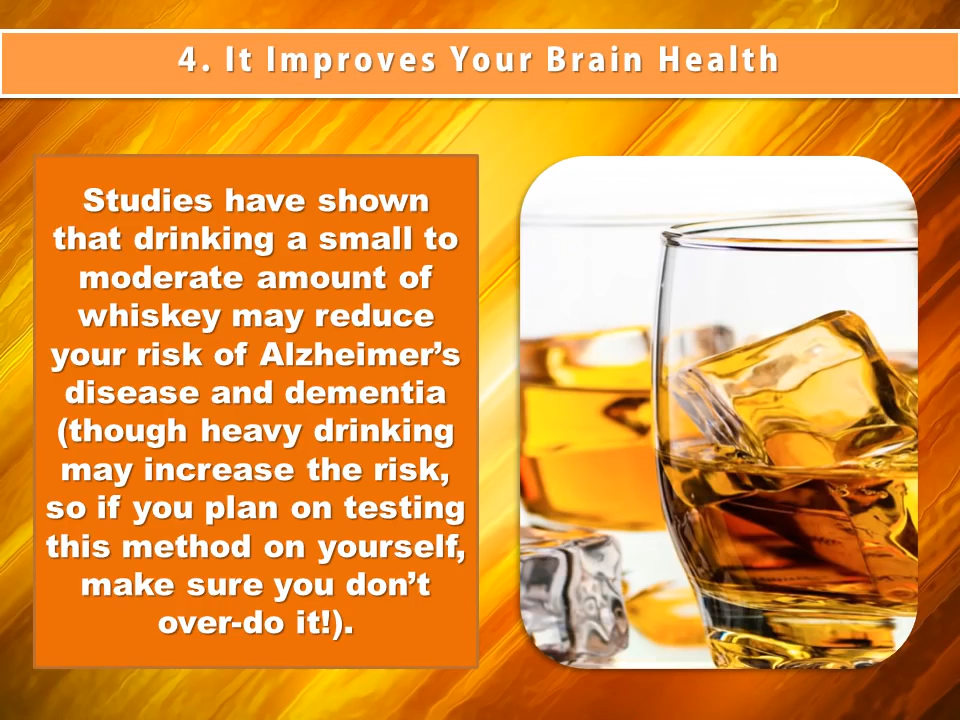 4. It Improves Your Brain Health
Studies have shown
that drinking a small to
moderate amount of
whiskey may reduce
your risk of Alzheimer’s
disease and dementia
(though heavy drinking
may increase the risk,
so if you plan on testing
this method on yourself,
make sure you don’t
over-do it!).